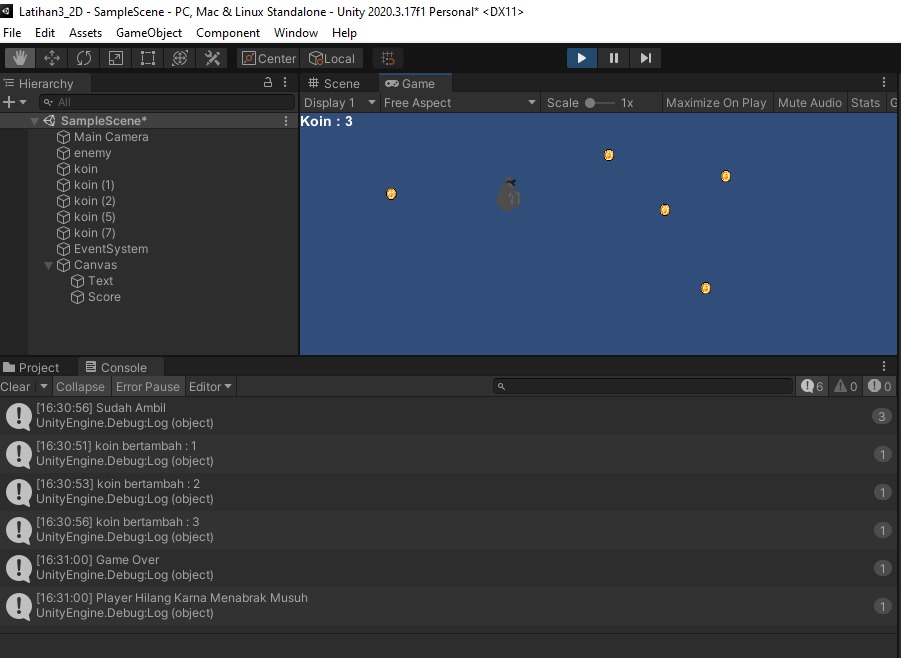 Latihan3_2D - SampleScene - PC, Mac & Linux Standalone - Unity 2020.3.17f1 Personal* <DX11>
File Edit Assets GameObject Component Window Help
Center Local
Hierarchy
All
SampleScene*
Main Camera
enemy
koin
koin (1)
koin (2)
koin (5)
koin (7)
EventSystem
Canvas
Text
Score
Scene Game
Display 1 Free Aspect Scale 1x Maximize On Play Mute Audio Stats G
Koin : 3
Project Console
Clear Collapse Error Pause Editor 6 0 0
[16:30:56] Sudah Ambil
UnityEngine.Debug:Log (object)
3
[16:30:51] koin bertambah : 1
UnityEngine.Debug:Log (object)
1
[16:30:53] koin bertambah : 2
UnityEngine.Debug:Log (object)
1
[16:30:56] koin bertambah : 3
UnityEngine.Debug:Log (object)
1
[16:31:00] Game Over
UnityEngine.Debug:Log (object)
1
[16:31:00] Player Hilang Karna Menabrak Musuh
UnityEngine.Debug:Log (object)
1